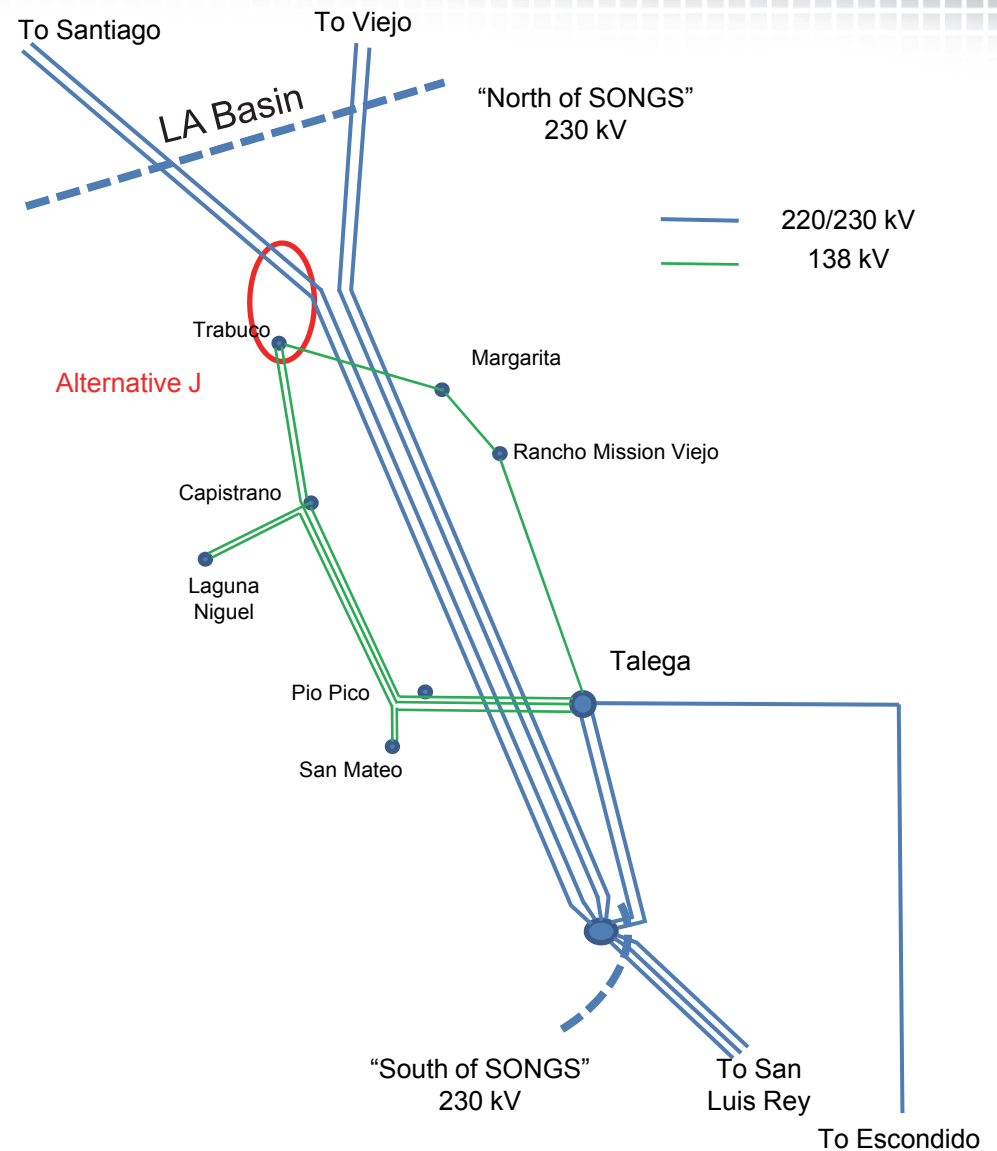 To Santiago
To Viejo
LA Basin
“North of SONGS”
230 kV
220/230 kV
138 kV
Trabuco
Margarita
Alternative J
Rancho Mission Viejo
Capistrano
Laguna
Niguel
Talega
Pio Pico
San Mateo
“South of SONGS”
230 kV
To San
Luis Rey
To Escondido